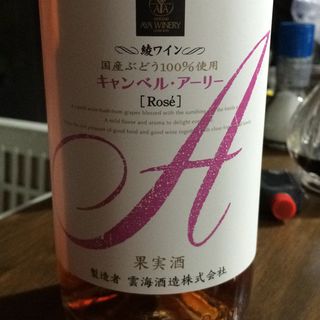 AYA WINERY
綾ワイン
国産ぶどう100%使用
キャンベル・アーリー
[Rosé]
A
果実酒
製造者 雲海酒造株式会社